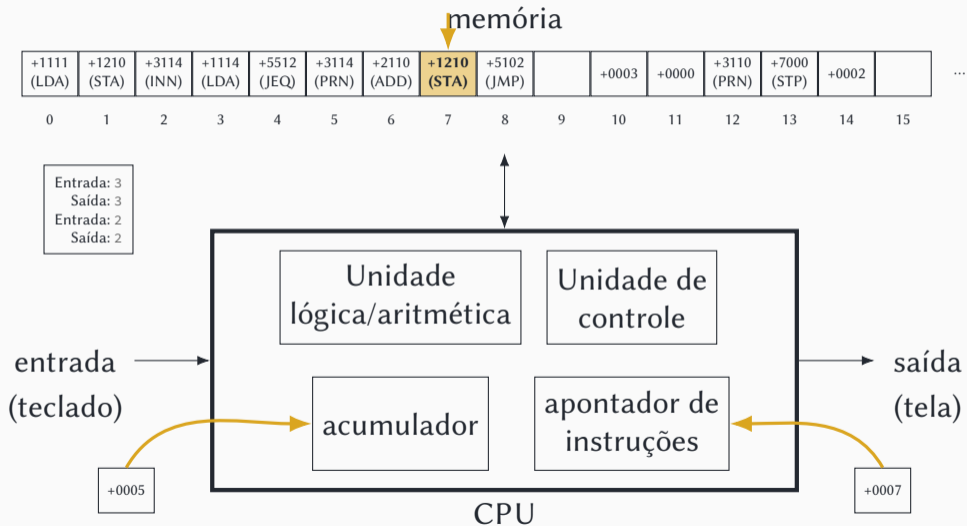 memória
+1111 +1210 +3114 +1114 +5512 +3114 +2110 +1210 +5102 +0003 +0000 +3110 +7000 +0002 ...
(LDA) (STA) (INN) (LDA) (JEQ) (PRN) (ADD) (STA) (JMP) (PRN) (STP)
0 1 2 3 4 5 6 7 8 9 10 11 12 13 14 15
Entrada: 3
Saída: 3
Entrada: 2
Saída: 2
Unidade
lógica/aritmética
Unidade de
controle
entrada
(teclado)
saída
(tela)
acumulador
apontador de
instruções
+0005
+0007
CPU